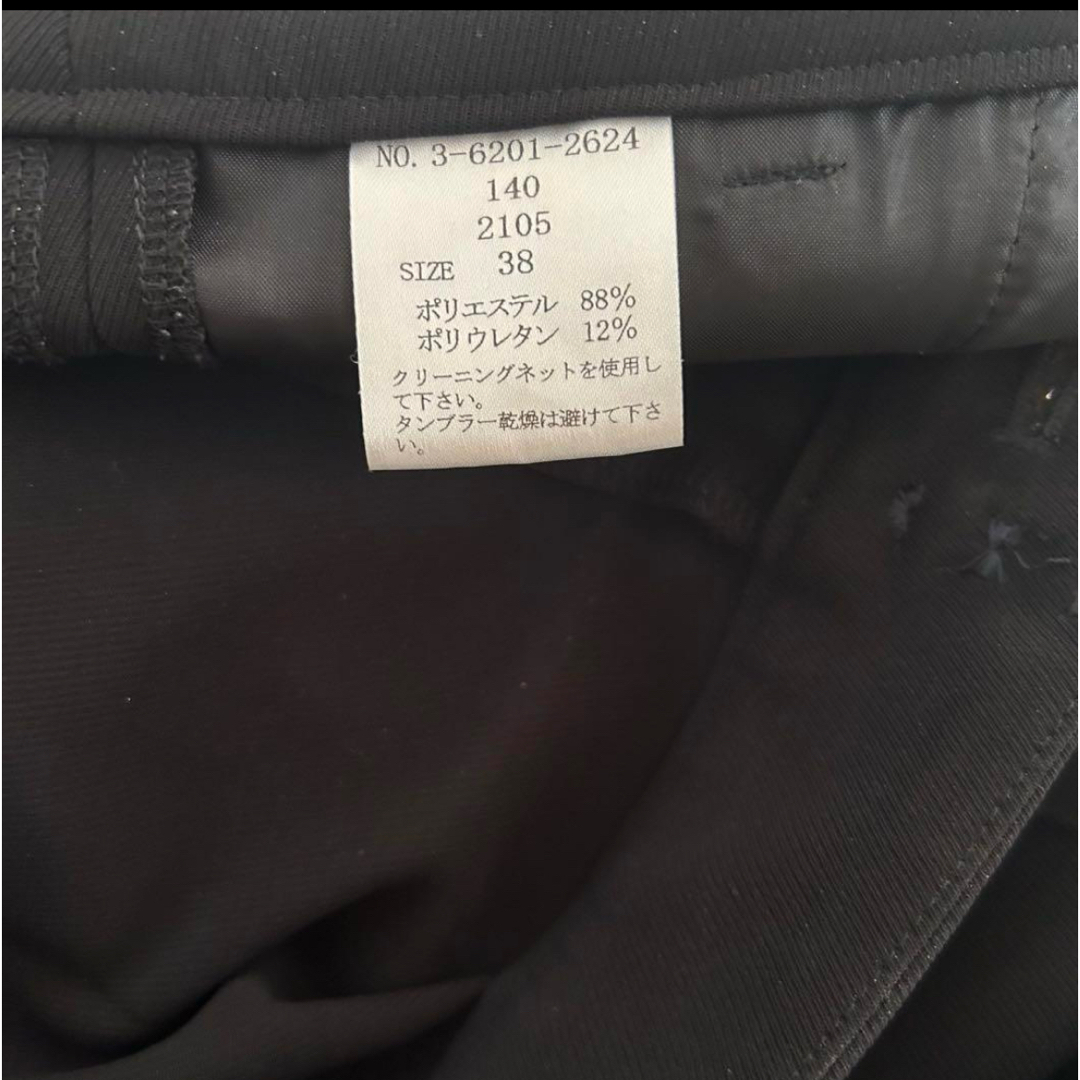 NO. 3-6201-2624
140
2105
SIZE 38
ポリエステル 88%
ポリウレタン 12%
クリーニングネットを使用し
て下さい。
タンブラー乾燥は避けて下さ
い。